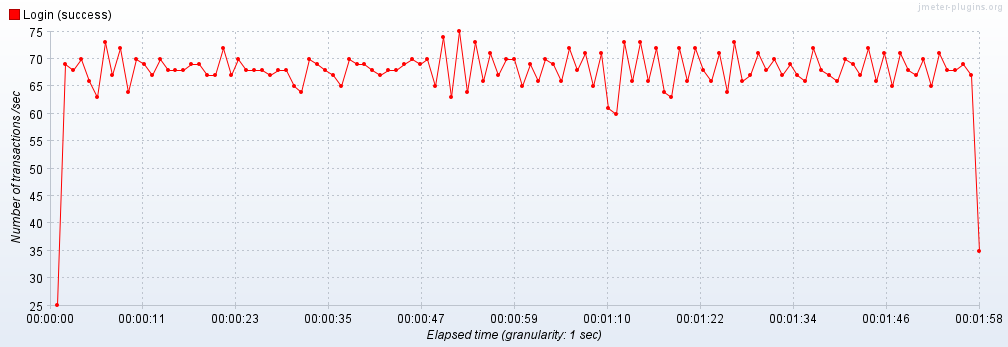 jmeter-plugins.org
Login (success)
Number of transactions /sec
75
70
65
60
55
50
45
40
35
30
25
00:00:00 00:00:11 00:00:23 00:00:35 00:00:47 00:00:59 00:01:10 00:01:22 00:01:34 00:01:46 00:01:58
Elapsed time (granularity: 1 sec)